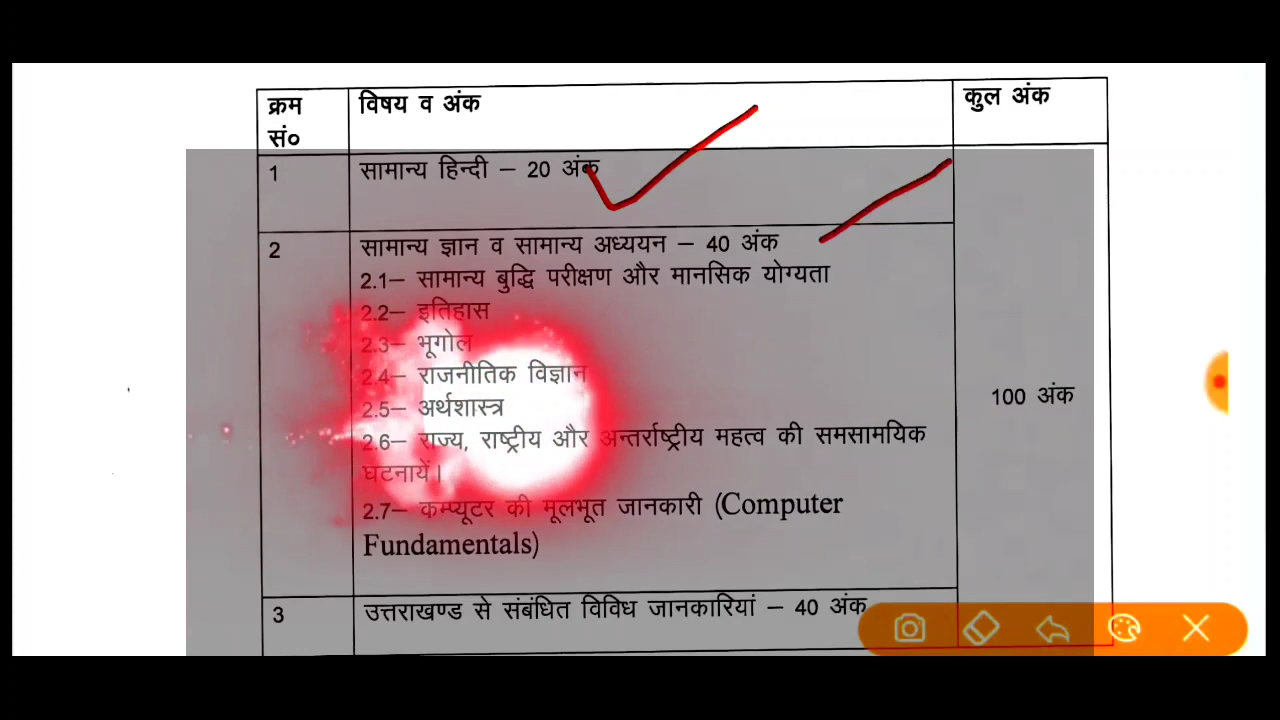 क्रम सं०
विषय व अंक
कुल अंक
1
सामान्य हिन्दी – 20 अंक
2
सामान्य ज्ञान व सामान्य अध्ययन – 40 अंक
2.1– सामान्य बुद्धि परीक्षण और मानसिक योग्यता
2.2– इतिहास
2.3– भूगोल
2.4– राजनीतिक विज्ञान
2.5– अर्थशास्त्र
2.6– राज्य, राष्ट्रीय और अन्तर्राष्ट्रीय महत्व की समसामयिक
घटनायें।
2.7– कम्प्यूटर की मूलभूत जानकारी (Computer
Fundamentals)
100 अंक
3
उत्तराखण्ड से संबंधित विविध जानकारियां – 40 अंक